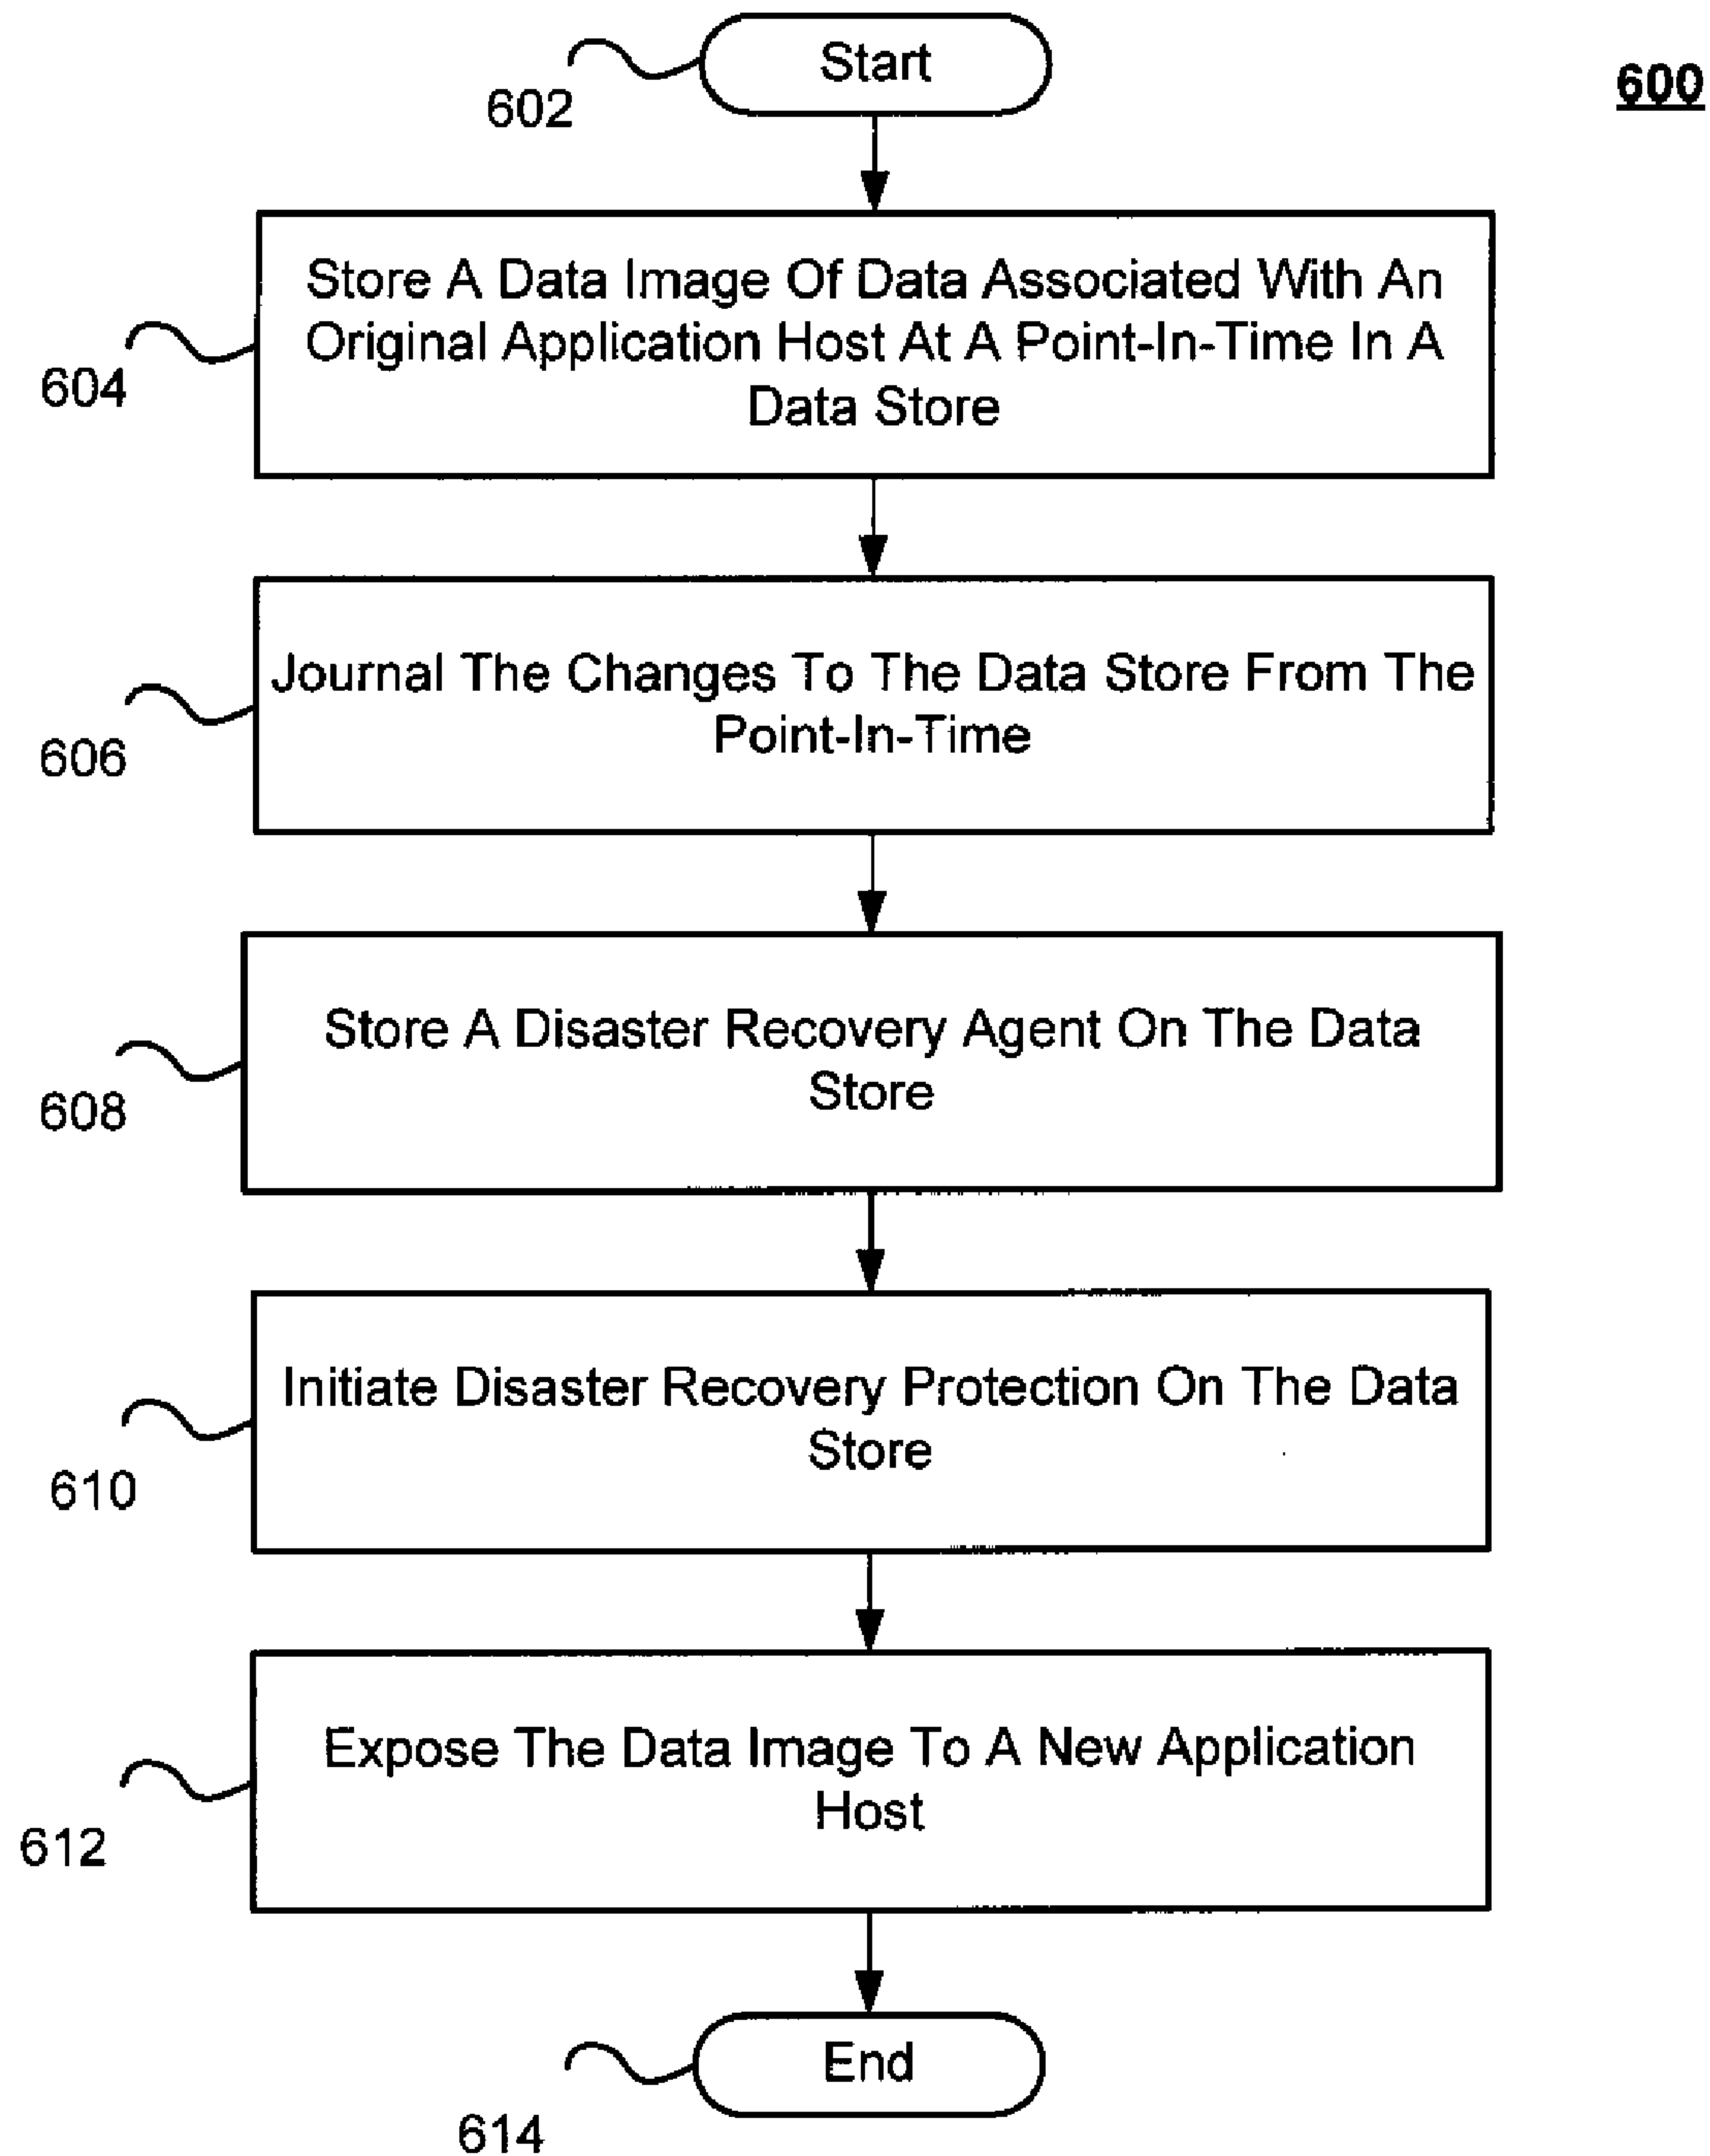 Start
600
602
Store A Data Image Of Data Associated With An
Original Application Host At A Point-In-Time In A
Data Store
604
Journal The Changes To The Data Store From The
Point-In-Time
606
Store A Disaster Recovery Agent On The Data
Store
608
Initiate Disaster Recovery Protection On The Data
Store
610
Expose The Data Image To A New Application
Host
612
End
614